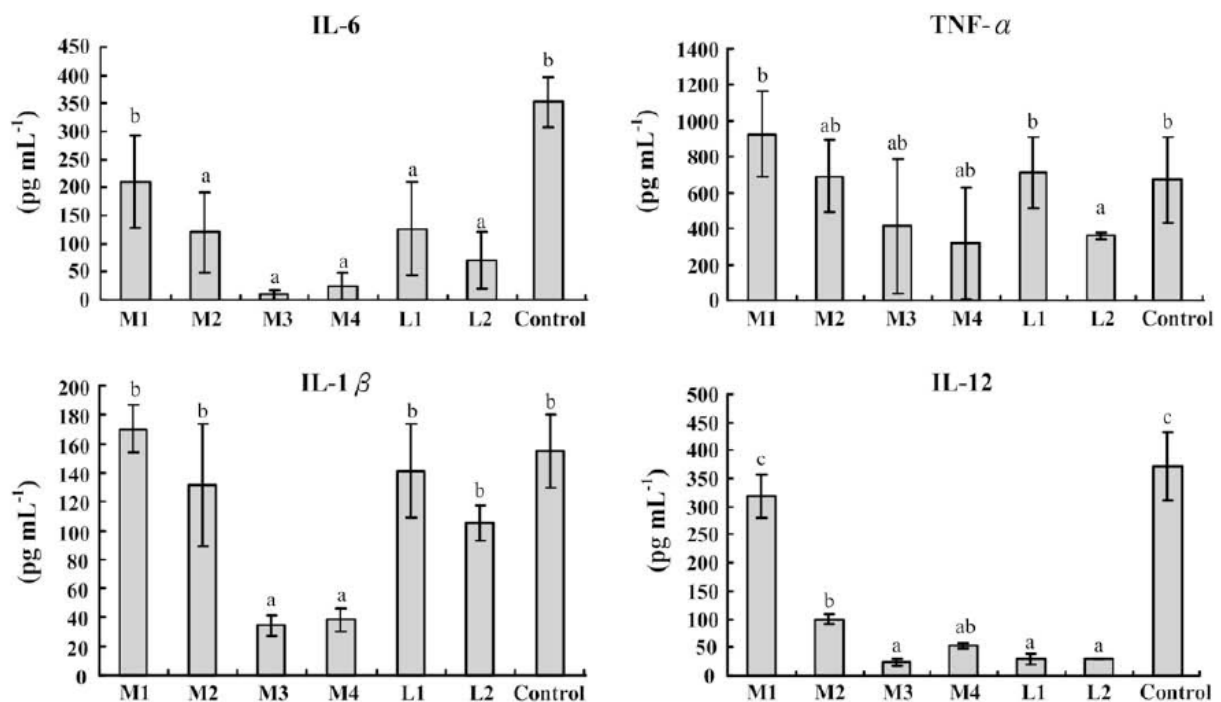 IL-6
(pg mL-1)
450
400
350
300
250
200
150
100
50
0
b
a
a
a
a
a
b
M1 M2 M3 M4 L1 L2 Control
TNF-α
(pg mL-1)
1400
1200
1000
800
600
400
200
0
b
ab
ab
ab
b
a
b
M1 M2 M3 M4 L1 L2 Control
IL-1 β
(pg mL-1)
200
180
160
140
120
100
80
60
40
20
0
b
b
a
a
b
b
b
M1 M2 M3 M4 L1 L2 Control
IL-12
(pg mL-1)
500
450
400
350
300
250
200
150
100
50
0
c
b
a
ab
a
a
c
M1 M2 M3 M4 L1 L2 Control